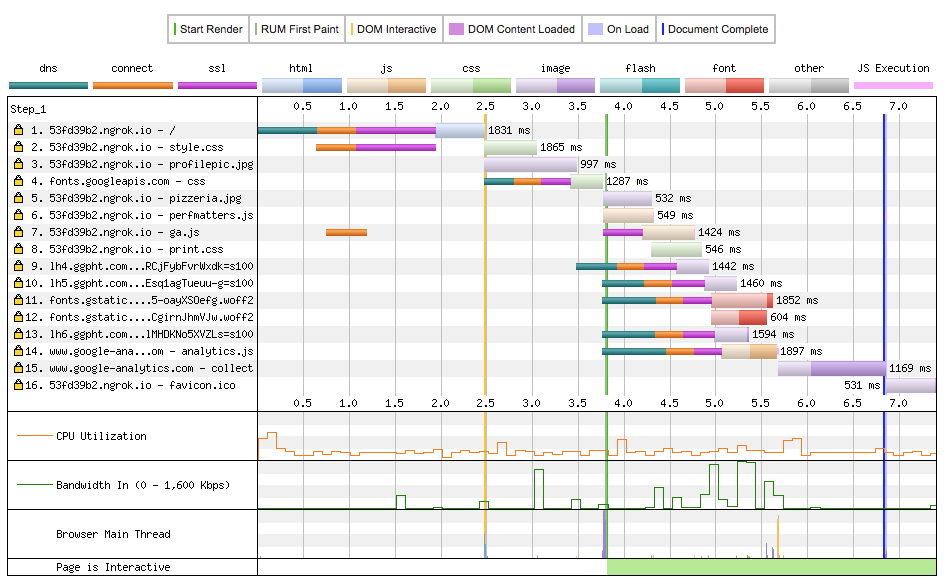 Start Render RUM First Paint DOM Interactive DOM Content Loaded On Load Document Complete
dns connect ssl html js css image flash font other JS Execution
Step_1 0.5 1.0 1.5 2.0 2.5 3.0 3.5 4.0 4.5 5.0 5.5 6.0 6.5 7.0
1. 53fd39b2.ngrok.io - / 1831 ms
2. 53fd39b2.ngrok.io - style.css 1865 ms
3. 53fd39b2.ngrok.io - profilepic.jpg 997 ms
4. fonts.googleapis.com - css 1287 ms
5. 53fd39b2.ngrok.io - pizzeria.jpg 532 ms
6. 53fd39b2.ngrok.io - perfmatters.js 549 ms
7. 53fd39b2.ngrok.io - ga.js 1424 ms
8. 53fd39b2.ngrok.io - print.css 546 ms
9. lh4.ggpht.com...RCjFybFvrWxdk=s100 1442 ms
10. lh5.ggpht.com...Esq1agTueuu-g=s100 1460 ms
11. fonts.gstatic....5-oayXSOefg.woff2 1852 ms
12. fonts.gstatic....CgirnJhmVJw.woff2 604 ms
13. lh6.ggpht.com...lMHDKNo5XVZLs=s100 1594 ms
14. www.google-ana...om - analytics.js 1897 ms
15. www.google-analytics.com - collect 1169 ms
16. 53fd39b2.ngrok.io - favicon.ico 531 ms
0.5 1.0 1.5 2.0 2.5 3.0 3.5 4.0 4.5 5.0 5.5 6.0 6.5 7.0
CPU Utilization
Bandwidth In (0 - 1,600 Kbps)
Browser Main Thread
Page is Interactive